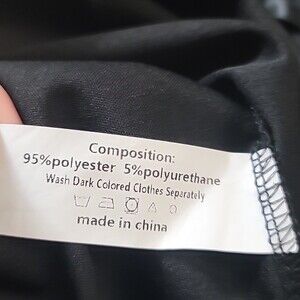 Composition:
95%polyester 5%polyurethane
Wash Dark Colored Clothes Separately
made in china